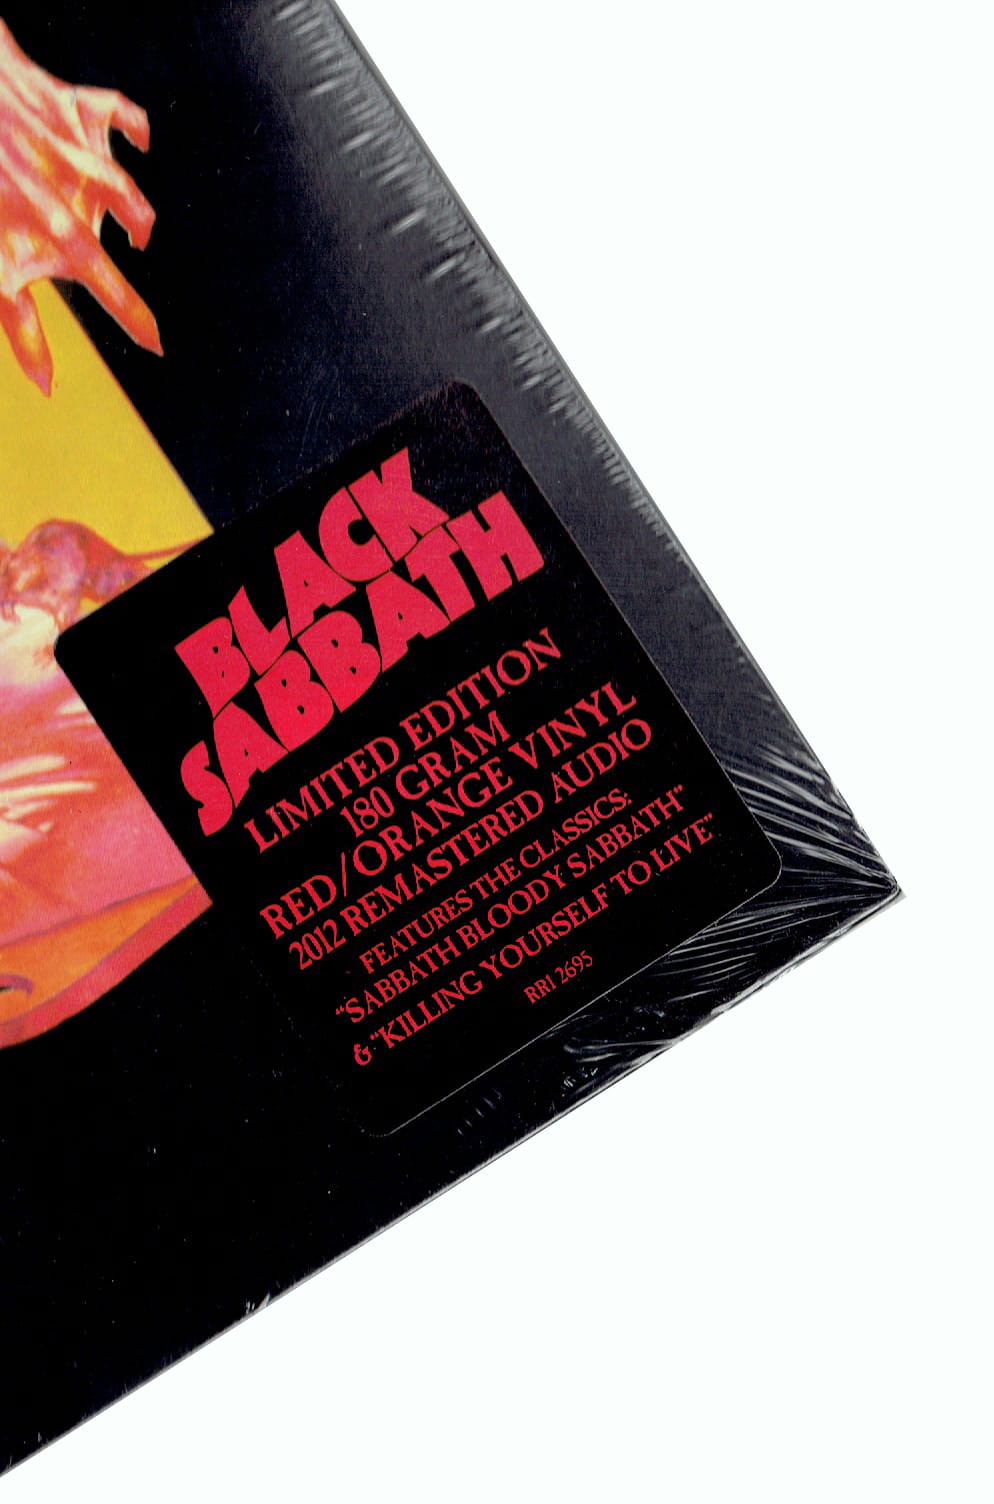 BLACK
SABBATH
LIMITED EDITION
180 GRAM
RED/ORANGE VINYL
2012 REMASTERED AUDIO
FEATURES THE CLASSICS:
"SABBATH BLOODY SABBATH"
& "KILLING YOURSELF TO LIVE"
RR1 2695